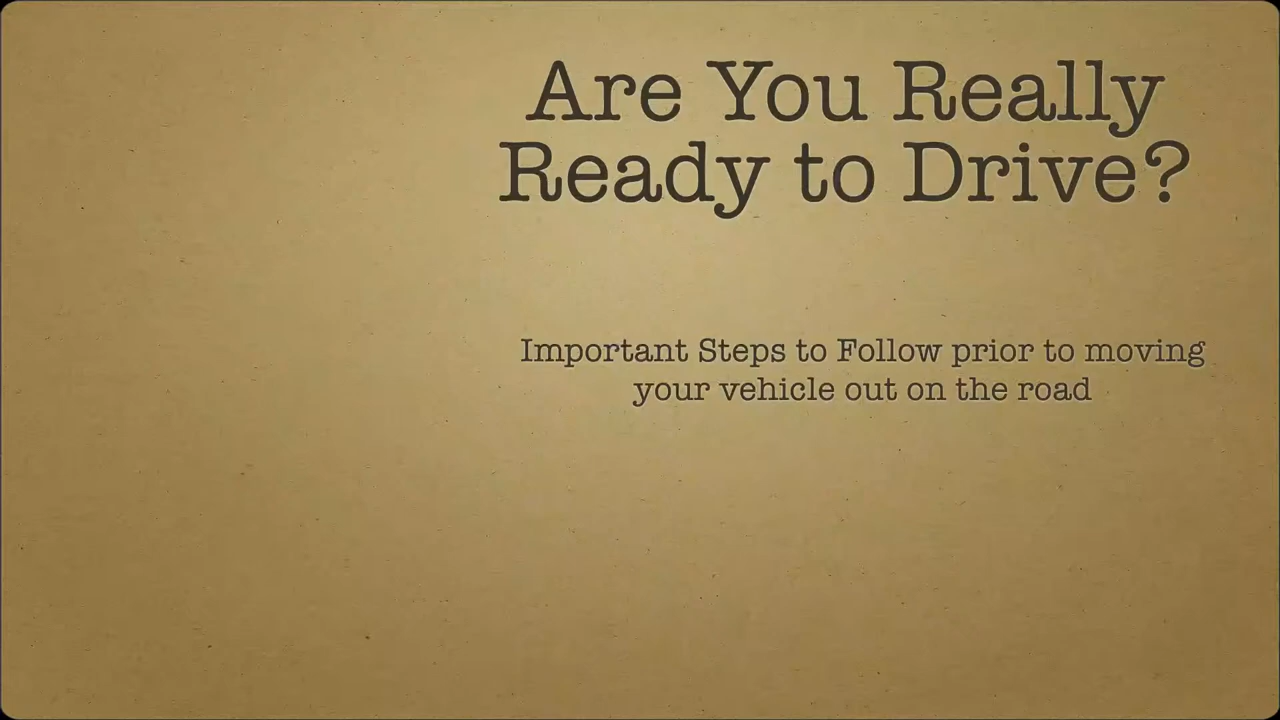 Are You Really
Ready to Drive?
Important Steps to Follow prior to moving
your vehicle out on the road